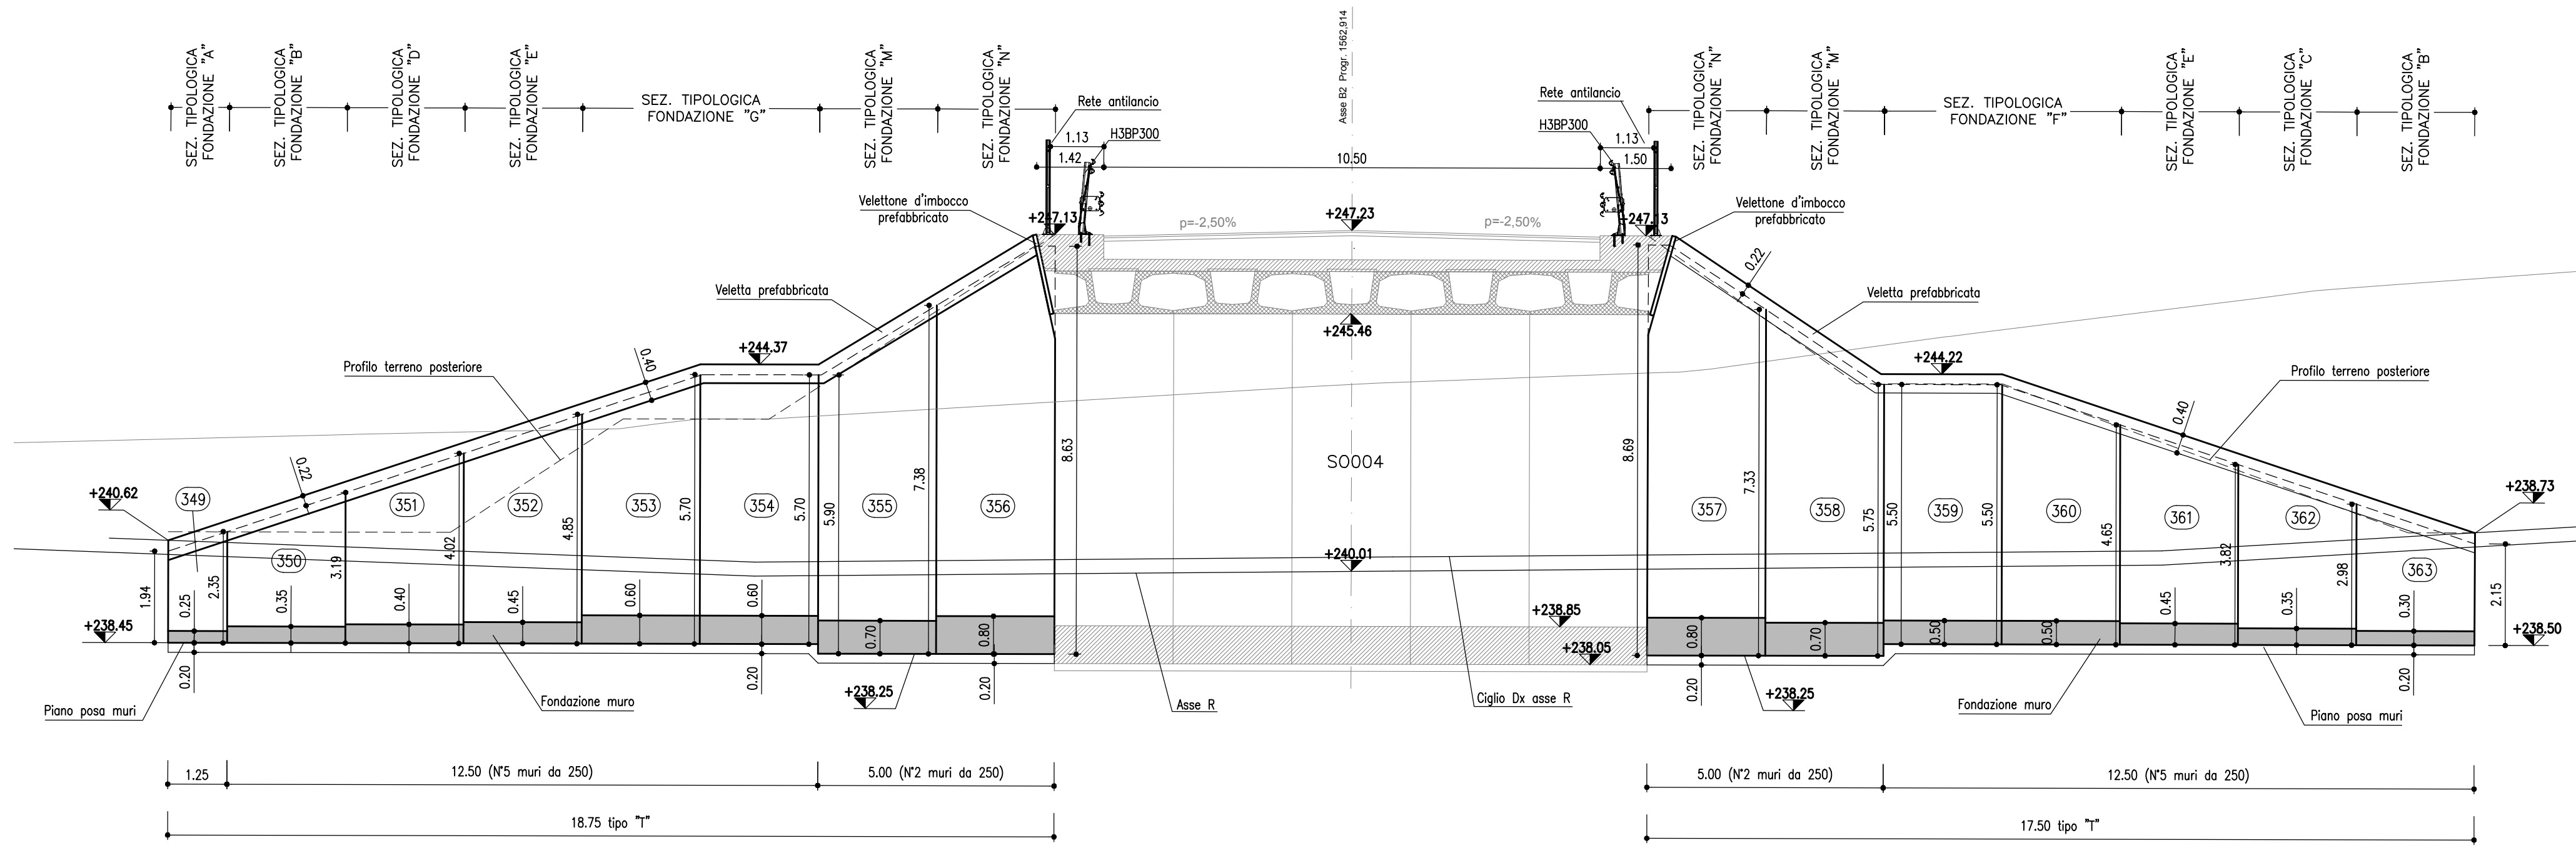 SEZ. TIPOLOGICA
FONDAZIONE "A"
SEZ. TIPOLOGICA
FONDAZIONE "B"
SEZ. TIPOLOGICA
FONDAZIONE "D"
SEZ. TIPOLOGICA
FONDAZIONE "E"
SEZ. TIPOLOGICA
FONDAZIONE "G"
SEZ. TIPOLOGICA
FONDAZIONE "M"
SEZ. TIPOLOGICA
FONDAZIONE "N"
Asse B2 Progr. 1562,914
SEZ. TIPOLOGICA
FONDAZIONE "N"
SEZ. TIPOLOGICA
FONDAZIONE "M"
SEZ. TIPOLOGICA
FONDAZIONE "F"
SEZ. TIPOLOGICA
FONDAZIONE "E"
SEZ. TIPOLOGICA
FONDAZIONE "C"
SEZ. TIPOLOGICA
FONDAZIONE "B"
Rete antilancio
Rete antilancio
H3BP300
H3BP300
1.13
1.13
1.42
10.50
1.50
Velettone d'imbocco
prefabbricato
Velettone d'imbocco
prefabbricato
+247.13
p=-2,50%
+247.23
p=-2,50%
+247.13
0.22
Veletta prefabbricata
Veletta prefabbricata
+245.46
+244.37
+244.22
Profilo terreno posteriore
0.40
Profilo terreno posteriore
0.40
0.22
8.63
SO004
8.69
+240.62
349
350
351
352
353
354
355
356
357
358
359
360
361
362
363
+238.73
1.94
2.35
3.19
4.02
4.85
5.70
5.70
5.90
7.38
7.33
5.75
5.50
5.50
4.65
3.82
2.98
2.15
+240.01
0.25
0.35
0.40
0.45
0.60
0.60
0.70
0.80
0.80
0.70
0.50
0.50
0.45
0.35
0.30
+238.45
+238.85
+238.05
+238.50
0.20
0.20
0.20
0.20
0.20
+238.25
+238.25
Piano posa muri
Fondazione muro
Asse R
Ciglio Dx asse R
Fondazione muro
Piano posa muri
1.25
12.50 (N°5 muri da 250)
5.00 (N°2 muri da 250)
5.00 (N°2 muri da 250)
12.50 (N°5 muri da 250)
18.75 tipo "T"
17.50 tipo "T"